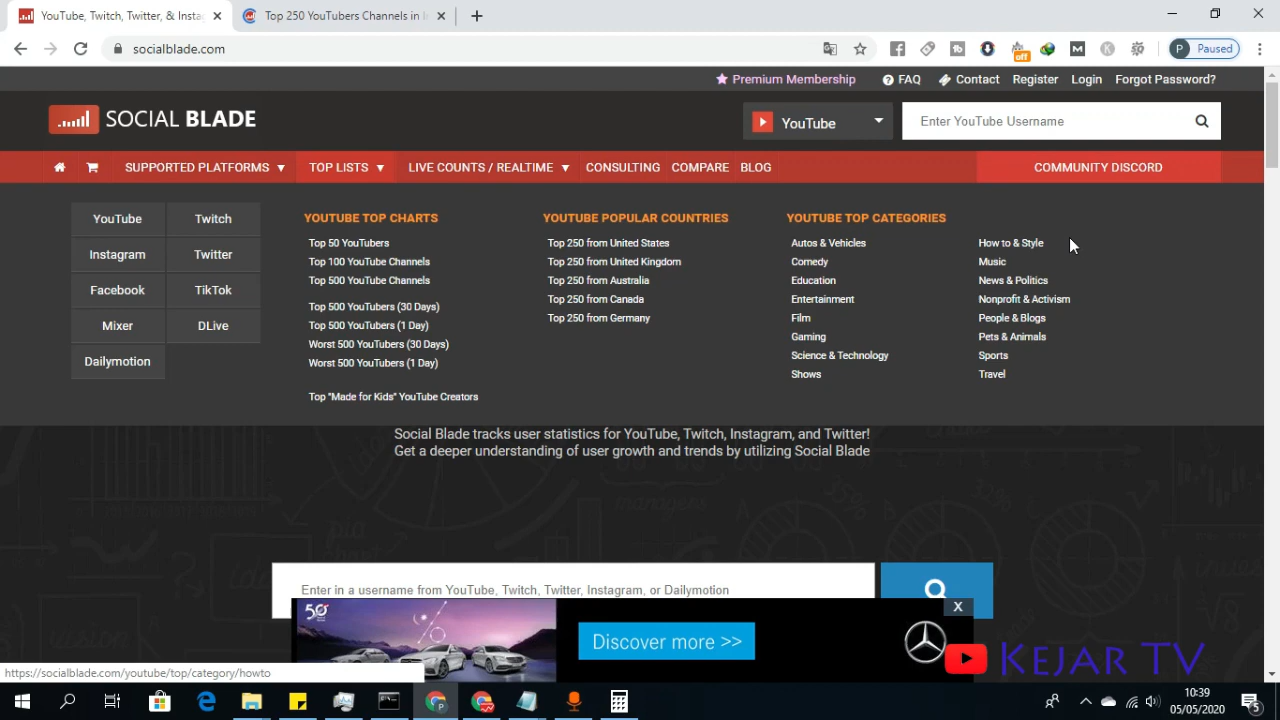 YouTube, Twitch, Twitter, & Insta
Top 250 YouTubers Channels in I
socialblade.com
off
P Paused
Premium Membership
FAQ
Contact
Register
Login
Forgot Password?
SOCIAL BLADE
YouTube
Enter YouTube Username
SUPPORTED PLATFORMS
TOP LISTS
LIVE COUNTS / REALTIME
CONSULTING
COMPARE
BLOG
COMMUNITY DISCORD
YouTube
Twitch
Instagram
Twitter
Facebook
TikTok
Mixer
DLive
Dailymotion
YOUTUBE TOP CHARTS
Top 50 YouTubers
Top 100 YouTube Channels
Top 500 YouTube Channels
Top 500 YouTubers (30 Days)
Top 500 YouTubers (1 Day)
Worst 500 YouTubers (30 Days)
Worst 500 YouTubers (1 Day)
Top "Made for Kids" YouTube Creators
YOUTUBE POPULAR COUNTRIES
Top 250 from United States
Top 250 from United Kingdom
Top 250 from Australia
Top 250 from Canada
Top 250 from Germany
YOUTUBE TOP CATEGORIES
Autos & Vehicles
Comedy
Education
Entertainment
Film
Gaming
Science & Technology
Shows
How to & Style
Music
News & Politics
Nonprofit & Activism
People & Blogs
Pets & Animals
Sports
Travel
Social Blade tracks user statistics for YouTube, Twitch, Instagram, and Twitter!
Get a deeper understanding of user growth and trends by utilizing Social Blade
managers
Enter in a username from YouTube, Twitch, Twitter, Instagram, or Dailymotion
X
50
Discover more >>
KEJAR TV
https://socialblade.com/youtube/top/category/howto
10:39
05/05/2020
5